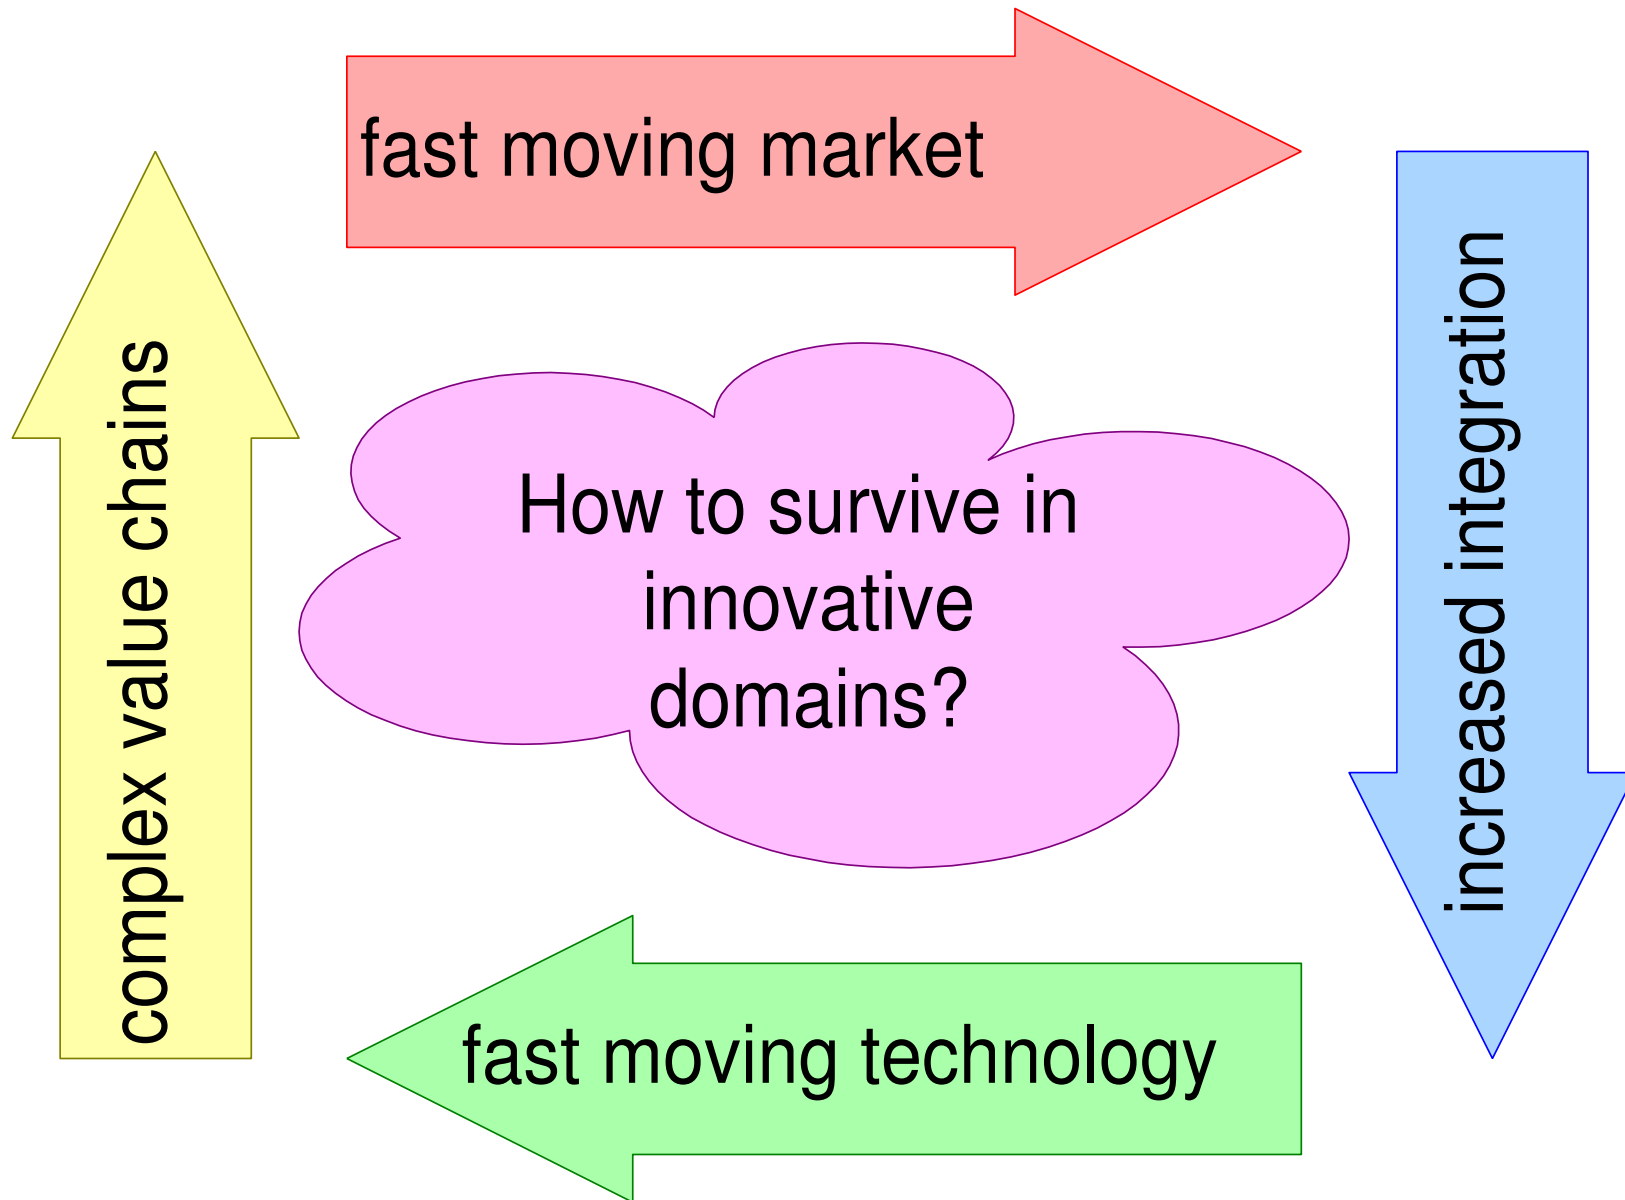 fast moving market
complex value chains
How to survive in
innovative
domains?
increased integration
fast moving technology